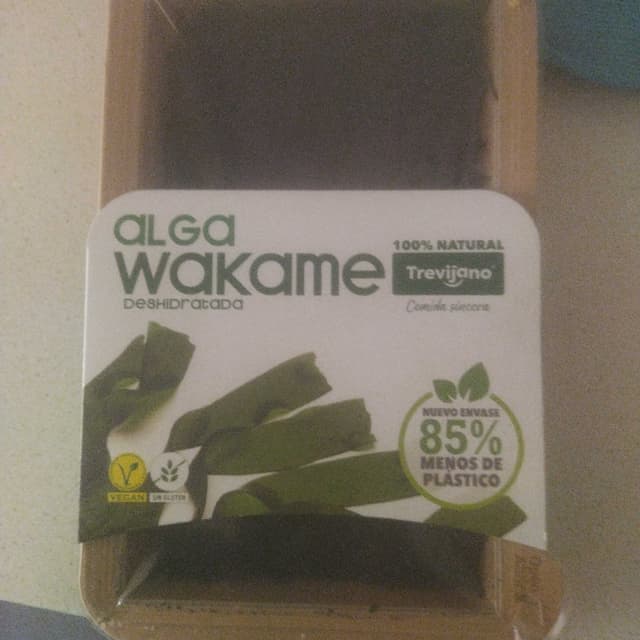 alga
wakame
Deshidratada
100% NATURAL
Trevijano
Comida sincera
NUEVO ENVASE
85%
MENOS DE
PLÁSTICO
VEGAN
SIN GLUTEN